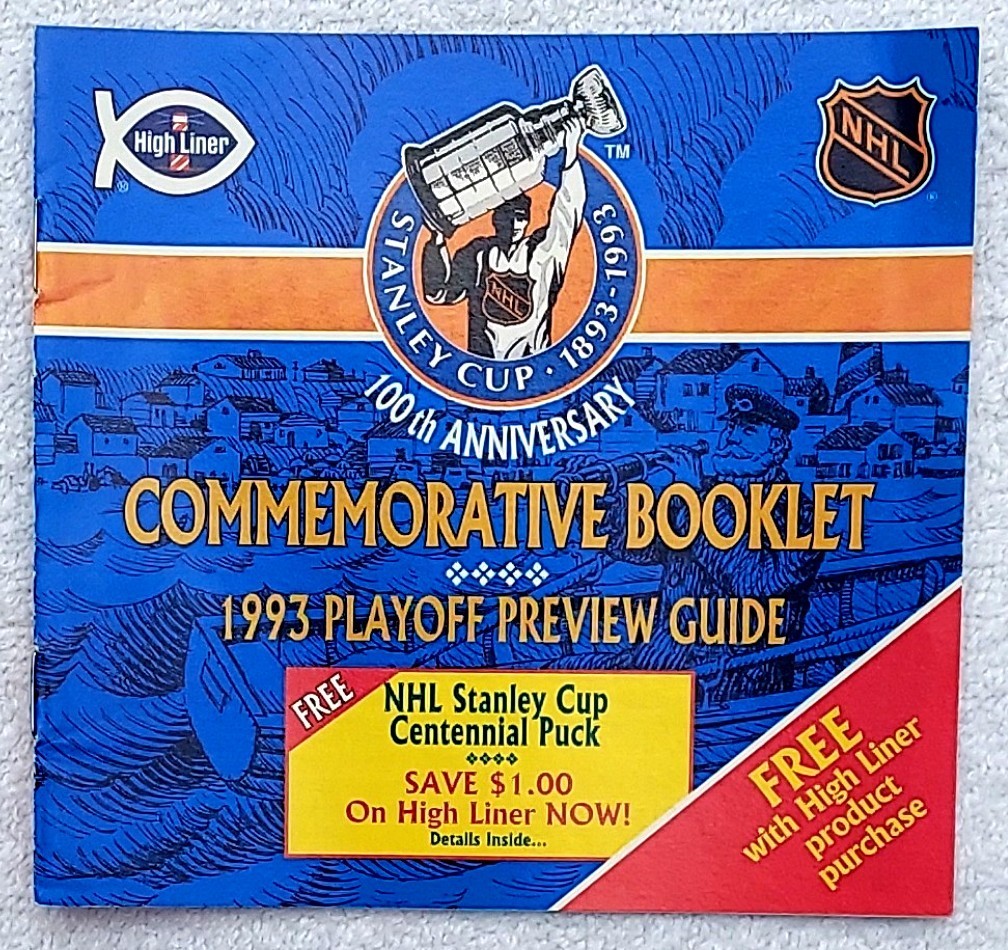 High Liner
®
TM
NHL
®
STANLEY CUP · 1893-1993
NHL
100th ANNIVERSARY
COMMEMORATIVE BOOKLET
1993 PLAYOFF PREVIEW GUIDE
FREE
NHL Stanley Cup
Centennial Puck
SAVE $1.00
On High Liner NOW!
Details Inside...
FREE
with High Liner
product
purchase